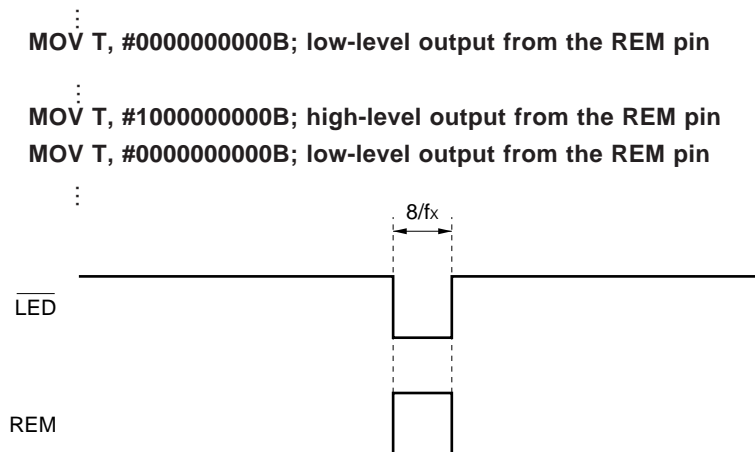 ⋮
MOV T, #0000000000B; low-level output from the REM pin
⋮
MOV T, #1000000000B; high-level output from the REM pin
MOV T, #0000000000B; low-level output from the REM pin
⋮
8/fx
LED
REM